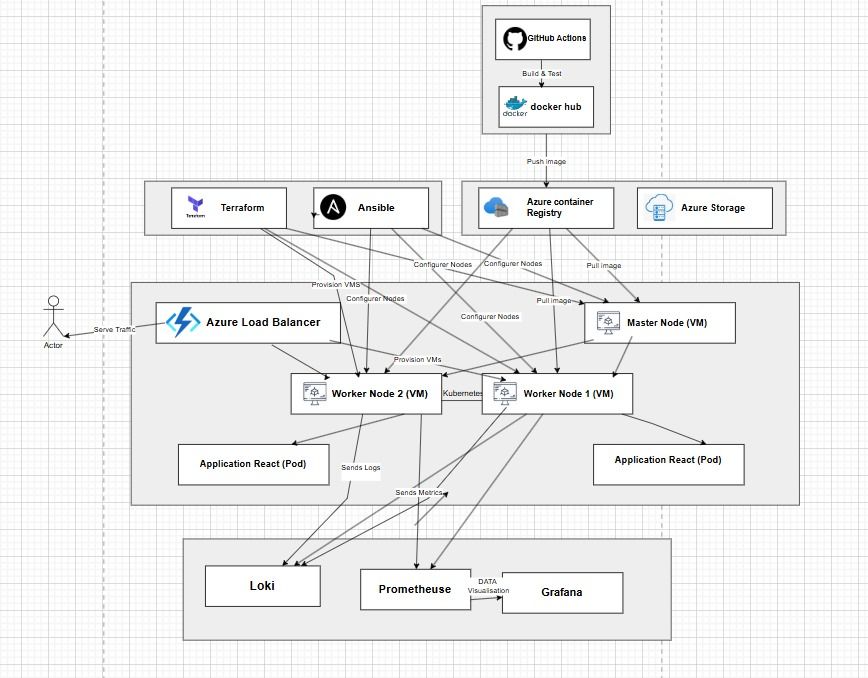 GitHub Actions
Build & Test
docker
docker hub
Push image
Terraform
Terraform
Ansible
Azure container
Registry
Azure Storage
Configurer Nodes
Configurer Nodes
Pull image
Provision VMS
Configurer Nodes
Pull image
Configurer Nodes
Azure Load Balancer
Master Node (VM)
Serve Traffic
Actor
Provision VMs
Worker Node 2 (VM)
Kubernetes
Worker Node 1 (VM)
Application React (Pod)
Sends Logs
Application React (Pod)
Sends Metrics
Loki
Prometheuse
DATA
Visualisation
Grafana